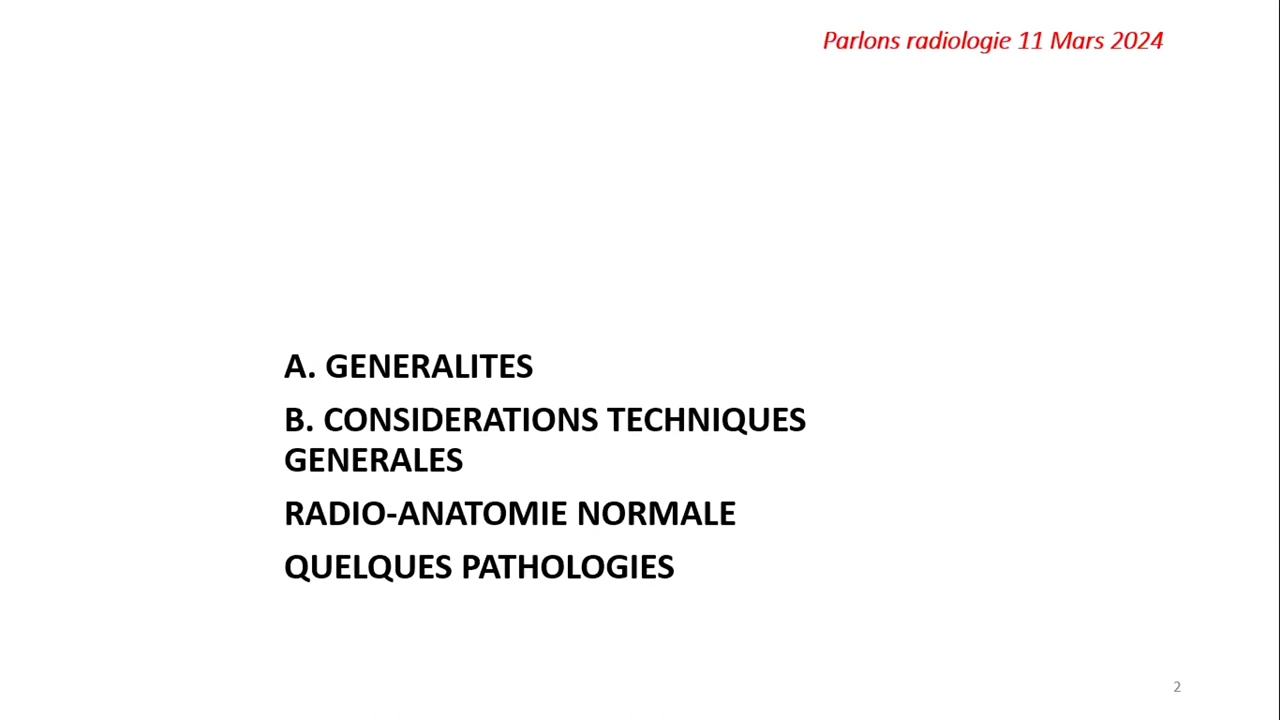 Parlons radiologie 11 Mars 2024
A. GENERALITES
B. CONSIDERATIONS TECHNIQUES
GENERALES
RADIO-ANATOMIE NORMALE
QUELQUES PATHOLOGIES
2